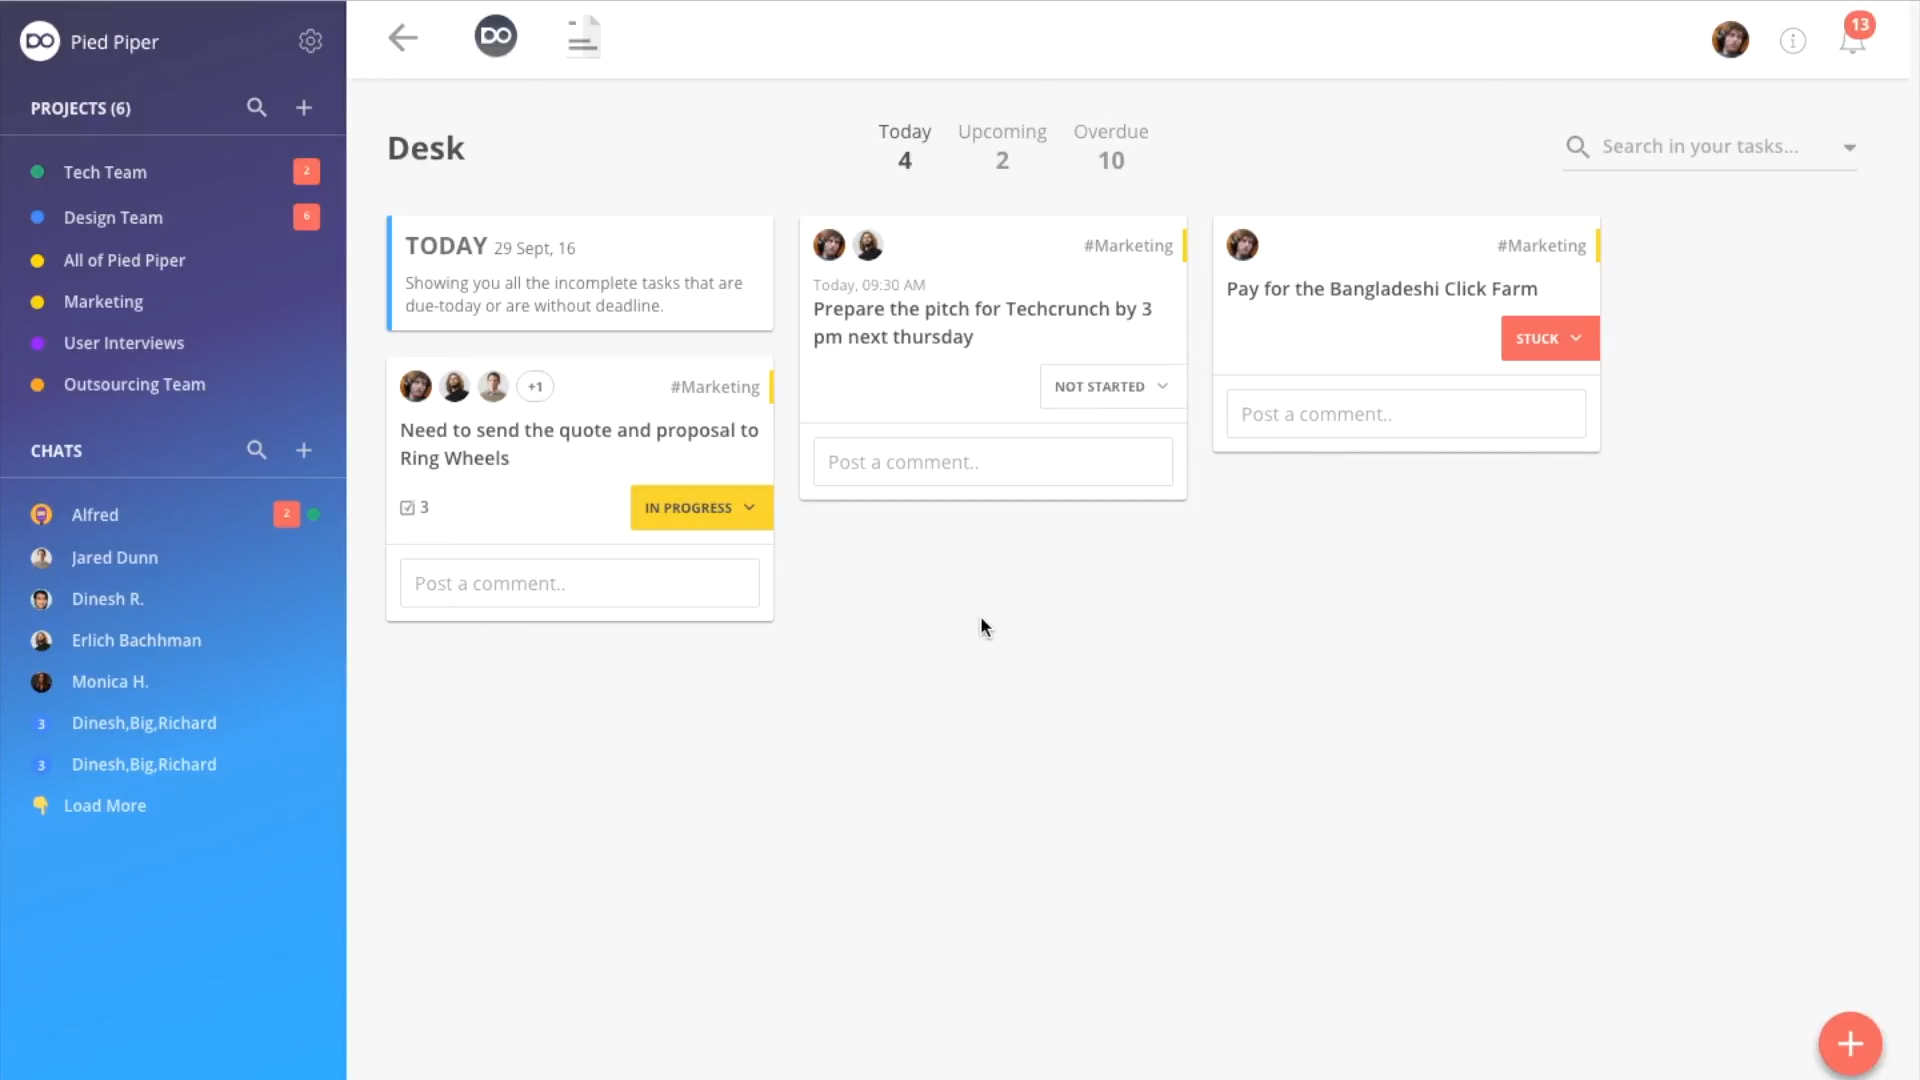 DO Pied Piper
PROJECTS (6)
Tech Team 2
Design Team 6
All of Pied Piper
Marketing
User Interviews
Outsourcing Team
CHATS
Alfred 2
Jared Dunn
Dinesh R.
Erlich Bachhman
Monica H.
3 Dinesh,Big,Richard
3 Dinesh,Big,Richard
Load More
DO
13
Desk
Today Upcoming Overdue
4 2 10
Search in your tasks...
TODAY 29 Sept, 16
Showing you all the incomplete tasks that are
due-today or are without deadline.
+1 #Marketing
Need to send the quote and proposal to
Ring Wheels
3 IN PROGRESS
Post a comment..
#Marketing
Today, 09:30 AM
Prepare the pitch for Techcrunch by 3
pm next thursday
NOT STARTED
Post a comment..
#Marketing
Pay for the Bangladeshi Click Farm
STUCK
Post a comment..